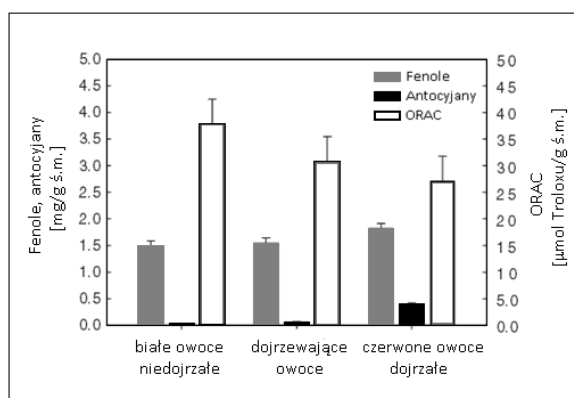 Fenole, antocyjany
[mg/g ś.m.]
5.0
4.5
4.0
3.5
3.0
2.5
2.0
1.5
1.0
0.5
0.0
Fenole
Antocyjany
ORAC
50
45
40
35
30
25
20
15
10
5.0
0.0
ORAC
[µmol Troloxu/g ś.m.]
białe owoce
niedojrzałe
dojrzewające
owoce
czerwone owoce
dojrzałe